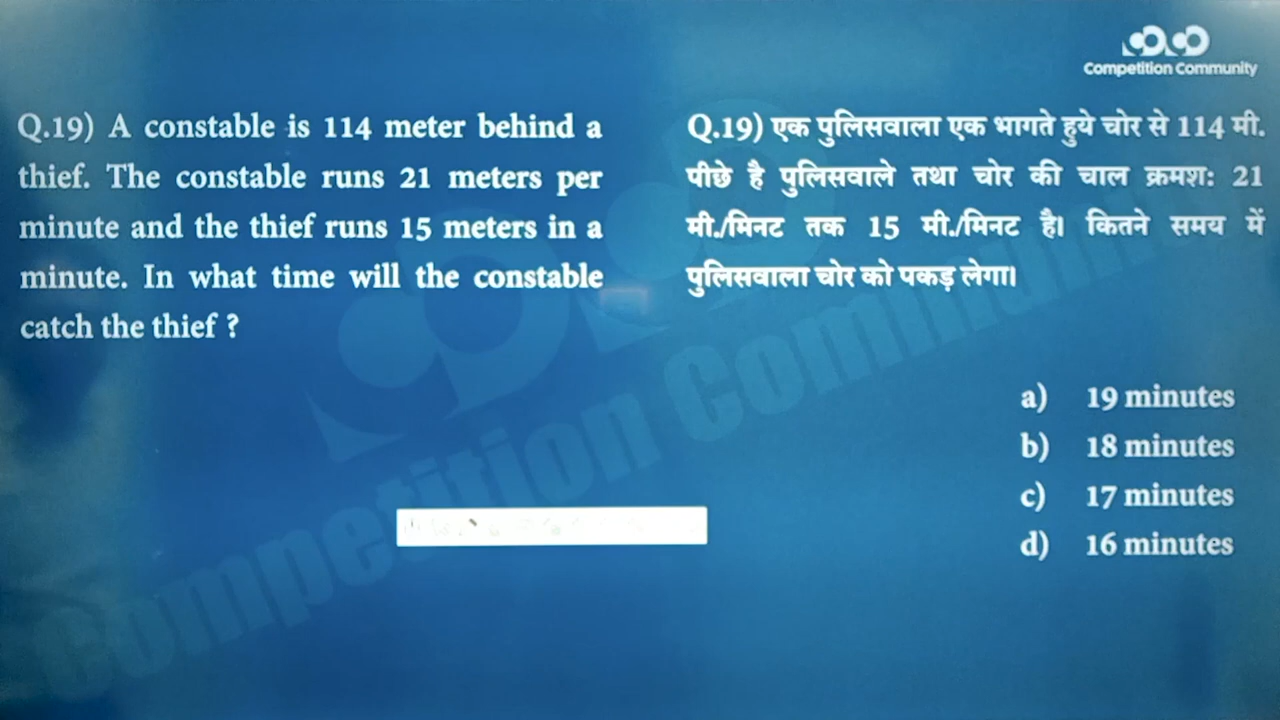 Competition Community
Q.19) A constable is 114 meter behind a
thief. The constable runs 21 meters per
minute and the thief runs 15 meters in a
minute. In what time will the constable
catch the thief ?
Q.19) एक पुलिसवाला एक भागते हुये चोर से 114 मी.
पीछे है पुलिसवाले तथा चोर की चाल क्रमश: 21
मी./मिनट तक 15 मी./मिनट है। कितने समय में
पुलिसवाला चोर को पकड़ लेगा।
a) 19 minutes
b) 18 minutes
c) 17 minutes
d) 16 minutes
Competition Community